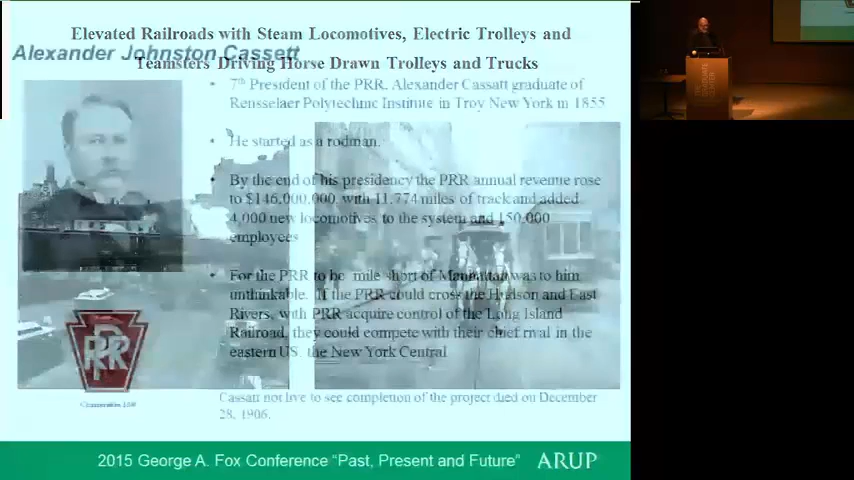 Elevated Railroads with Steam Locomotives, Electric Trolleys and
Alexander Johnston Cassett
Teamsters Driving Horse Drawn Trolleys and Trucks
• 7th President of the PRR, Alexander Cassatt graduate of
Rensselaer Polytechnic Institute in Troy New York in 1855
• He started as a rodman.
• By the end of his presidency the PRR annual revenue rose
to $146,000,000, with 11,774 miles of track and added
4,000 new locomotives to the system and 150,000
employees
• For the PRR to be mile short of Manhattan was to him
unthinkable. If the PRR could cross the Hudson and East
Rivers, with PRR acquire control of the Long Island
Railroad, they could compete with their chief rival in the
eastern US, the New York Central
PRR
Cassatt not live to see completion of the project died on December
28, 1906.
2015 George A. Fox Conference “Past, Present and Future” ARUP